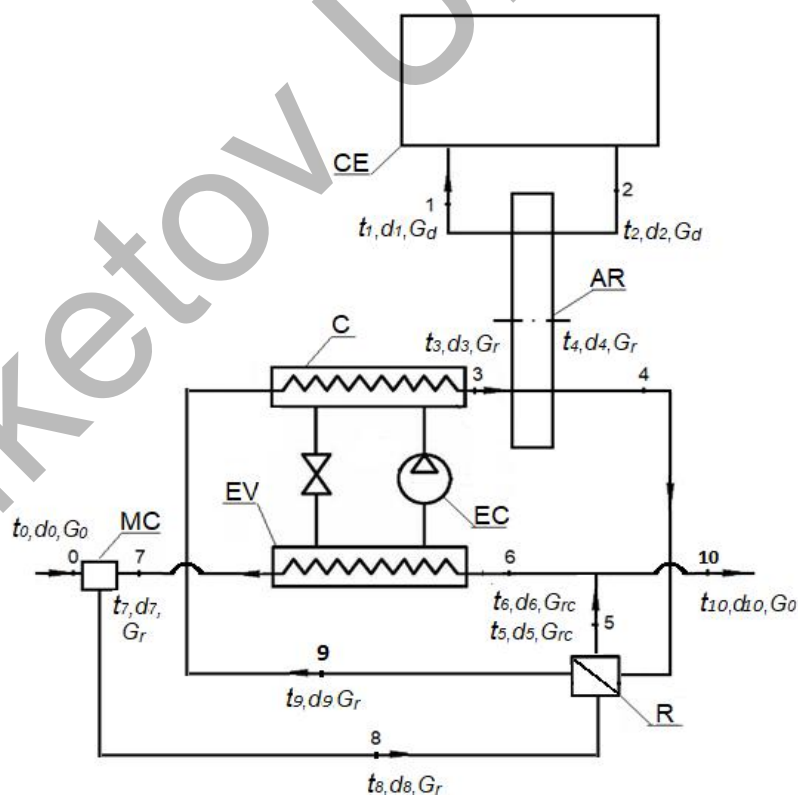 ketov U
CE
1
2
t1,d1,Gd
t2,d2,Gd
AR
C
t3,d3,Gr
t4,d4,Gr
3
4
EV
EC
t0,d0,G0
MC
0
7
6
10
t7,d7,
Gr
t6,d6,Grc
t10,d10,G0
t5,d5,Grc
5
9
t9,d9 Gr
R
8
t8,d8,Gr